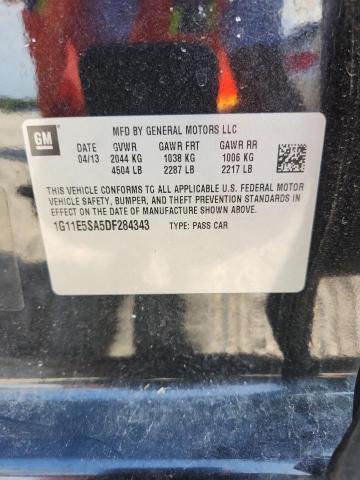 MFD BY GENERAL MOTORS LLC
GM
DATE GVWR GAWR FRT GAWR RR
04/13 2044 KG 1038 KG 1006 KG
4504 LB 2287 LB 2217 LB
THIS VEHICLE CONFORMS TO ALL APPLICABLE U.S. FEDERAL MOTOR
VEHICLE SAFETY, BUMPER, AND THEFT PREVENTION STANDARDS
IN EFFECT ON THE DATE OF MANUFACTURE SHOWN ABOVE.
1G11E5SA5DF284343 TYPE: PASS CAR